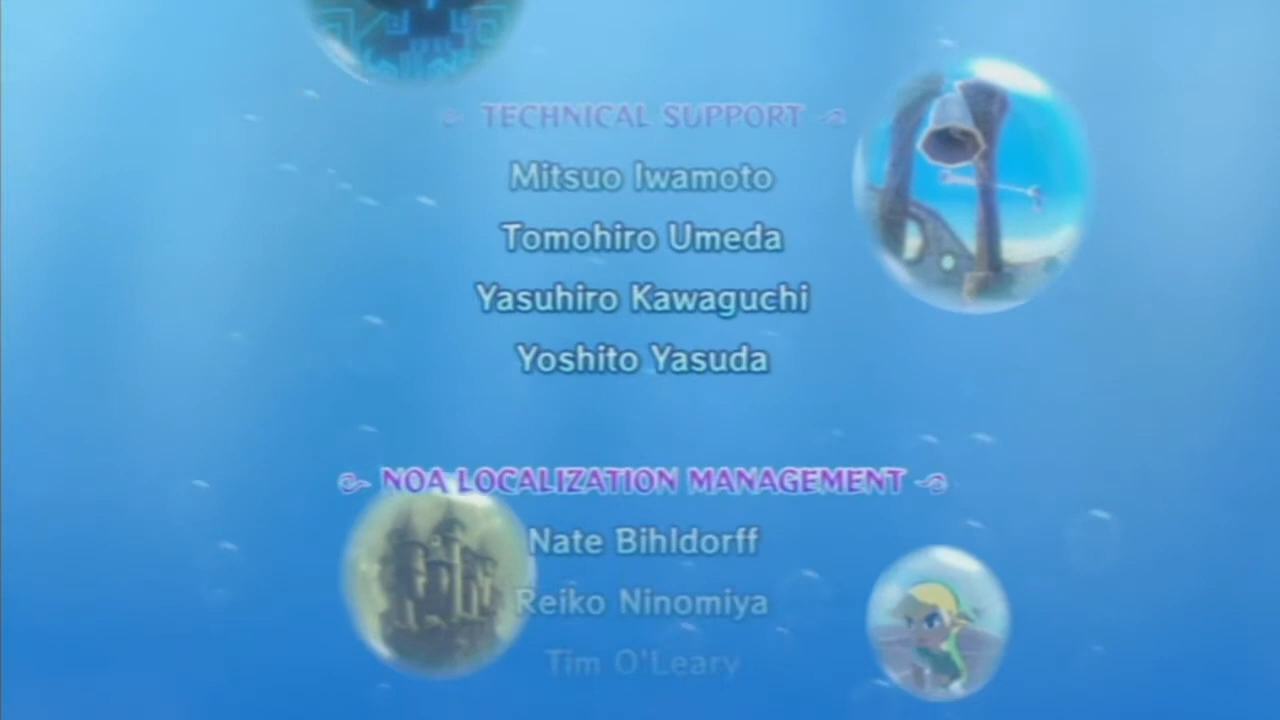 TECHNICAL SUPPORT
Mitsuo Iwamoto
Tomohiro Umeda
Yasuhiro Kawaguchi
Yoshito Yasuda
NOA LOCALIZATION MANAGEMENT
Nate Bihldorff
Reiko Ninomiya
Tim O'Leary